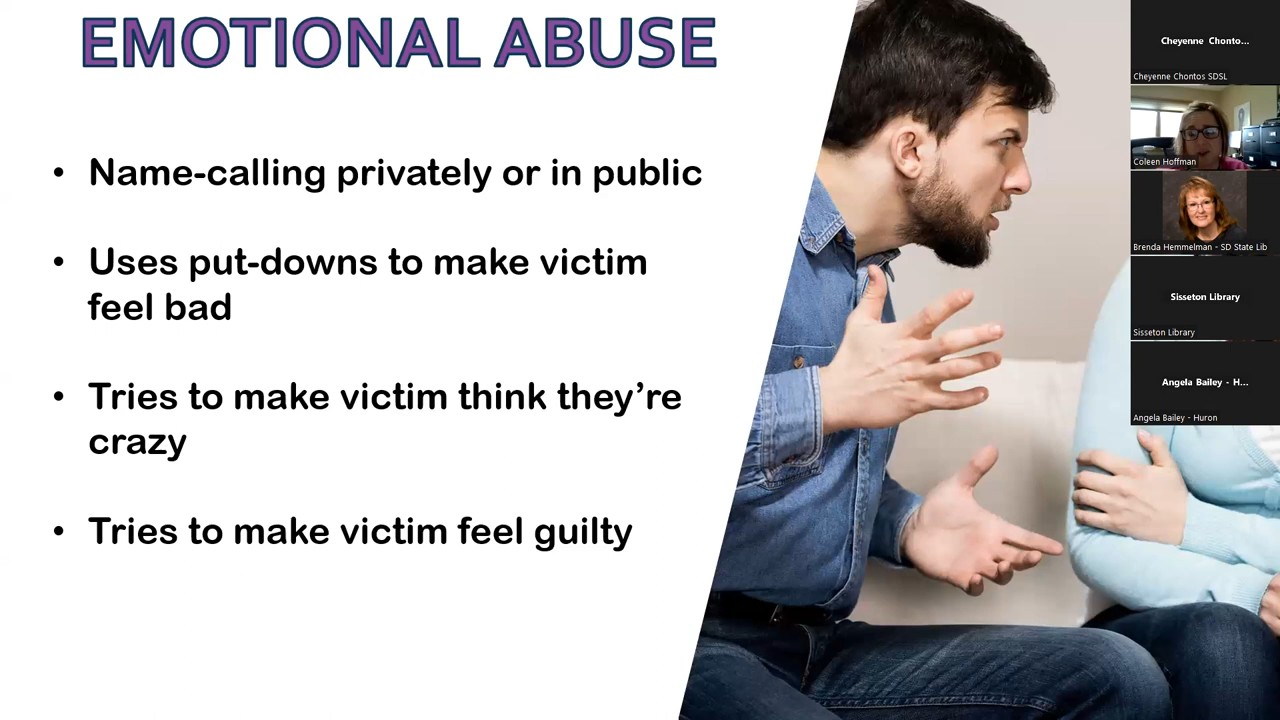 EMOTIONAL ABUSE
• Name-calling privately or in public
• Uses put-downs to make victim
feel bad
• Tries to make victim think they’re
crazy
• Tries to make victim feel guilty
Cheyenne Chonto...
Cheyenne Chontos SDSL
Coleen Hoffman
Brenda Hemmelman - SD State Lib
Sisseton Library
Sisseton Library
Angela Bailey - H...
Angela Bailey - Huron